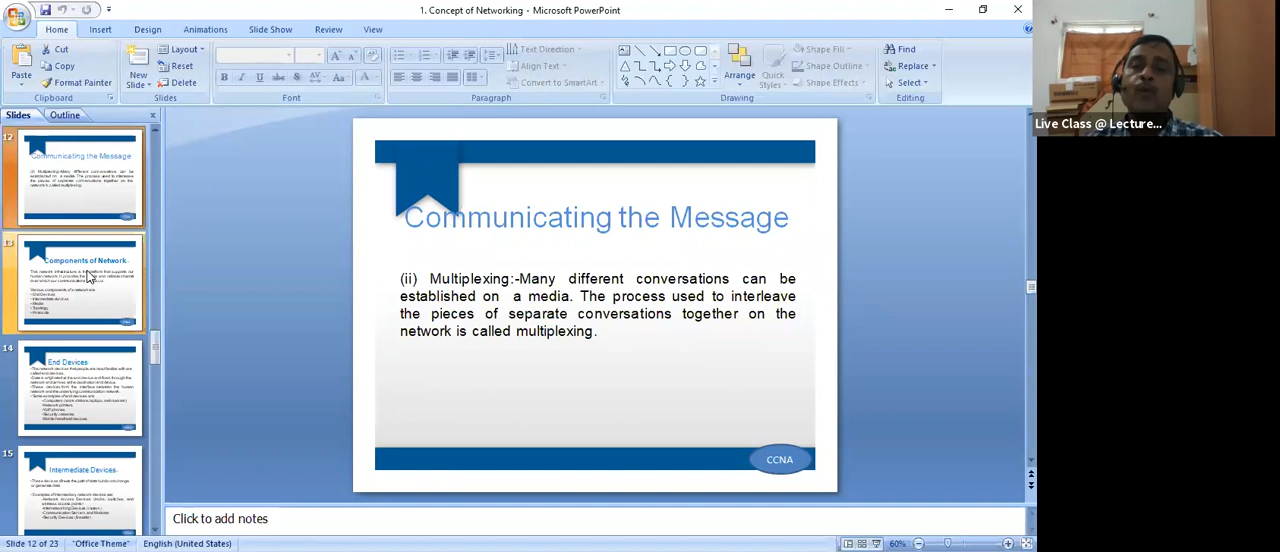 1. Concept of Networking - Microsoft PowerPoint
Home Insert Design Animations Slide Show Review View
Paste
Cut
Copy
Format Painter
Clipboard
New Slide
Layout
Reset
Delete
Slides
Font
Text Direction
Align Text
Convert to SmartArt
Paragraph
Arrange
Quick Styles
Shape Fill
Shape Outline
Shape Effects
Drawing
Find
Replace
Select
Editing
Live Class @ Lecture...
Slides Outline
12
Communicating the Message
13
Components of Network
14
End Devices
15
Intermediate Devices
Communicating the Message
(ii) Multiplexing:-Many different conversations can be
established on a media. The process used to interleave
the pieces of separate conversations together on the
network is called multiplexing.
CCNA
Click to add notes
Slide 12 of 23 "Office Theme" English (United States) 60%